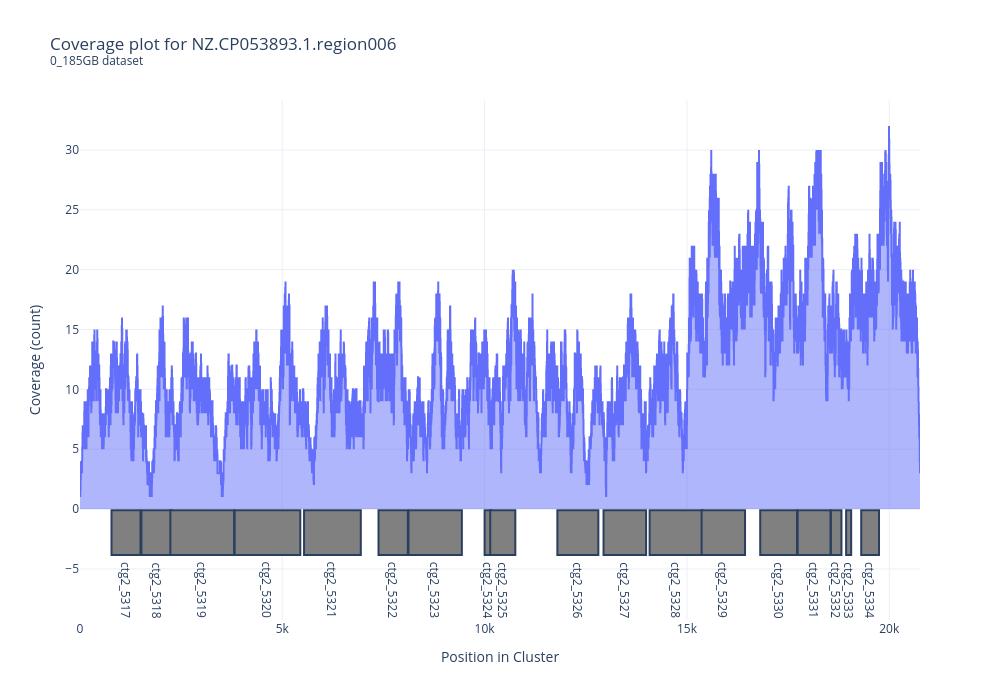 Coverage plot for NZ.CP053893.1.region006
0_185GB dataset
Coverage (count)
30
25
20
15
10
5
0
−5
ctg2_5317
ctg2_5318
ctg2_5319
ctg2_5320
ctg2_5321
ctg2_5322
ctg2_5323
ctg2_5324
ctg2_5325
ctg2_5326
ctg2_5327
ctg2_5328
ctg2_5329
ctg2_5330
ctg2_5331
ctg2_5332
ctg2_5333
ctg2_5334
0
5k
10k
15k
20k
Position in Cluster